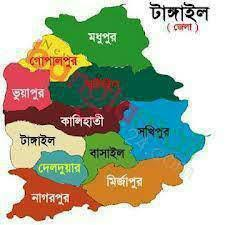 টাঙ্গাইল
( জেলা )
মধুপুর
গোপালপুর
ভুয়াপুর
কালিহাতী
সখিপুর
টাঙ্গাইল
বাসাইল
দেলদুয়ার
মির্জাপুর
নাগরপুর